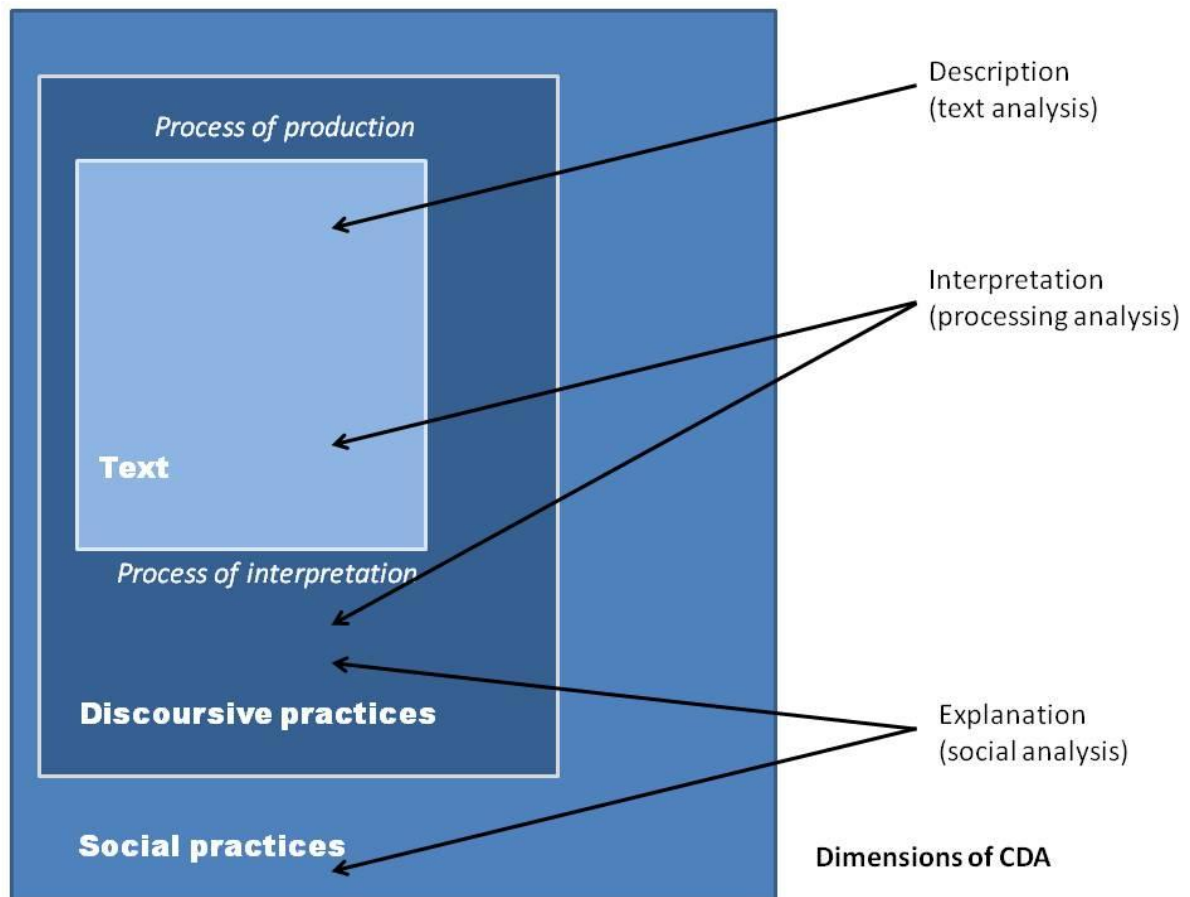 Description
(text analysis)
Process of production
Interpretation
(processing analysis)
Text
Process of interpretation
Discoursive practices
Explanation
(social analysis)
Social practices
Dimensions of CDA